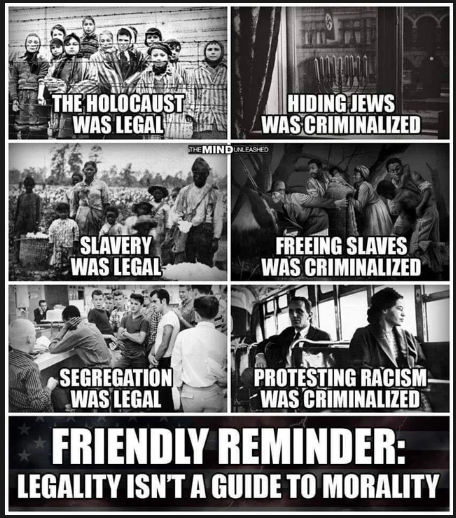 THE HOLOCAUST
WAS LEGAL
HIDING JEWS
WAS CRIMINALIZED
THE MIND UNLEASHED
SLAVERY
WAS LEGAL
FREEING SLAVES
WAS CRIMINALIZED
SEGREGATION
WAS LEGAL
PROTESTING RACISM
WAS CRIMINALIZED
FRIENDLY REMINDER:
LEGALITY ISN'T A GUIDE TO MORALITY